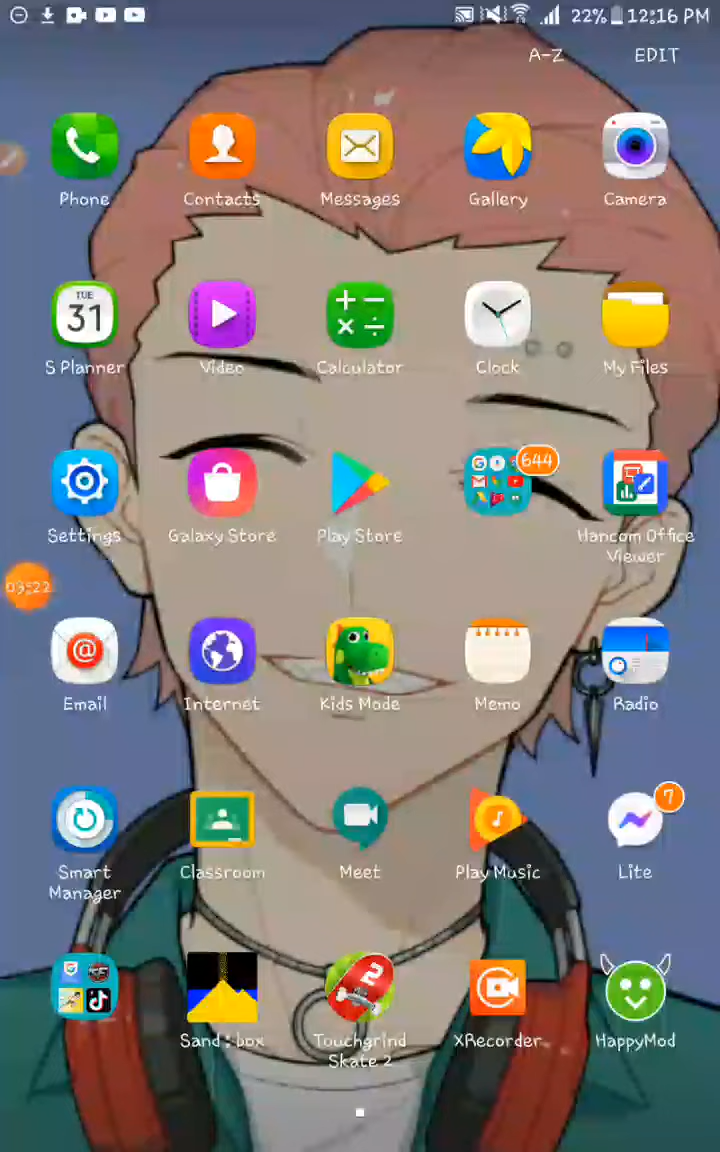 22% 12:16 PM
A-Z EDIT
Phone Contacts Messages Gallery Camera
TUE
31
S Planner Video Calculator Clock My Files
644
Settings Galaxy Store Play Store Hancom Office
Viewer
03:22
Email Internet Kids Mode Memo Radio
7
Smart
Manager Classroom Meet Play Music Lite
2
Sand:box Touchgrind
Skate 2 XRecorder HappyMod